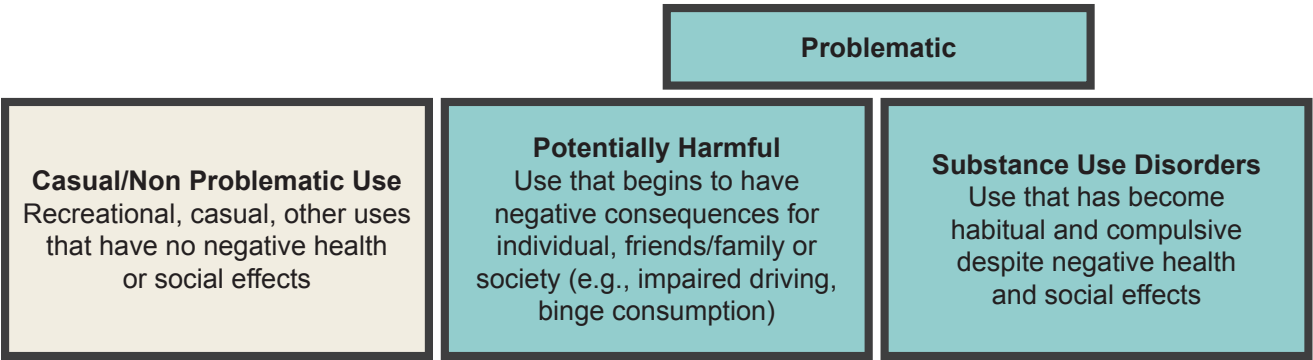 Problematic
Casual/Non Problematic Use
Recreational, casual, other uses
that have no negative health
or social effects
Potentially Harmful
Use that begins to have
negative consequences for
individual, friends/family or
society (e.g., impaired driving,
binge consumption)
Substance Use Disorders
Use that has become
habitual and compulsive
despite negative health
and social effects